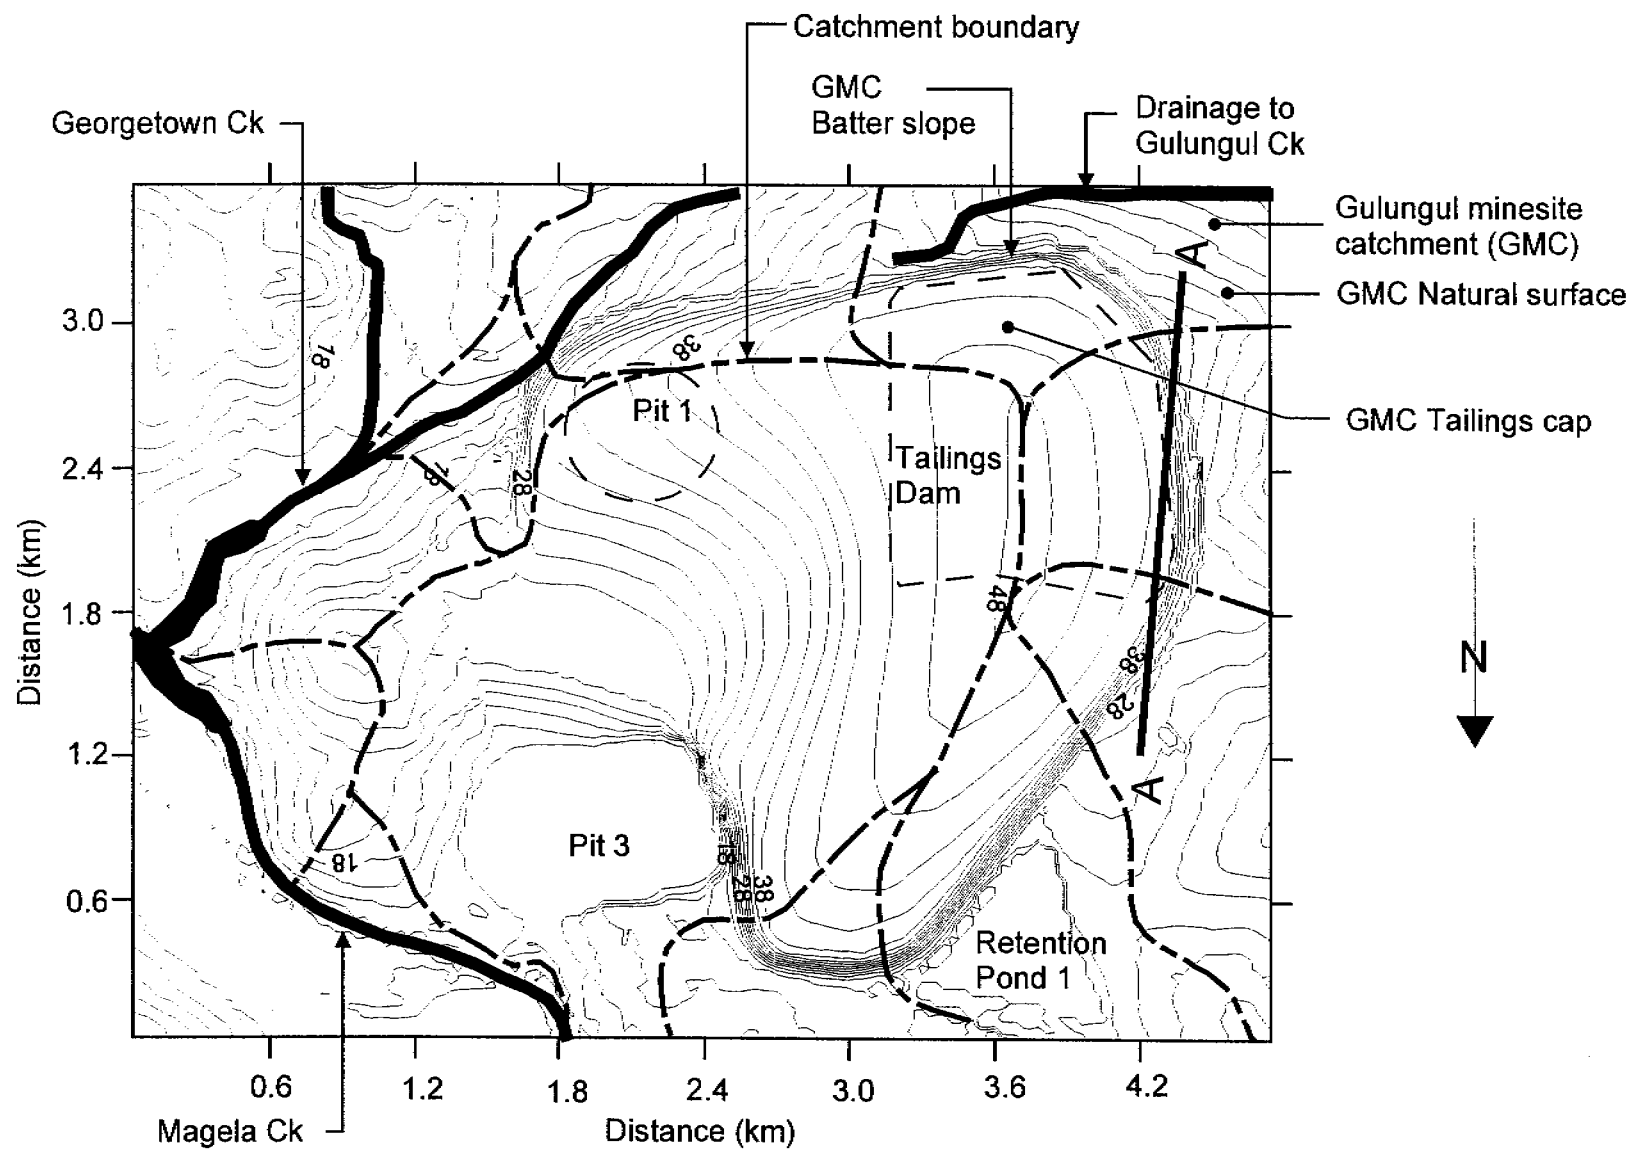 Catchment boundary
GMC
Batter slope
Drainage to
Gulungul Ck
Georgetown Ck
Gulungul minesite
catchment (GMC)
GMC Natural surface
GMC Tailings cap
A
A
3.0
2.4
1.8
1.2
0.6
Distance (km)
18
38
Pit 1
Tailings
Dam
18
28
48
38
28
Pit 3
18
18
28
38
Retention
Pond 1
N
0.6
1.2
1.8
2.4
3.0
3.6
4.2
Distance (km)
Magela Ck